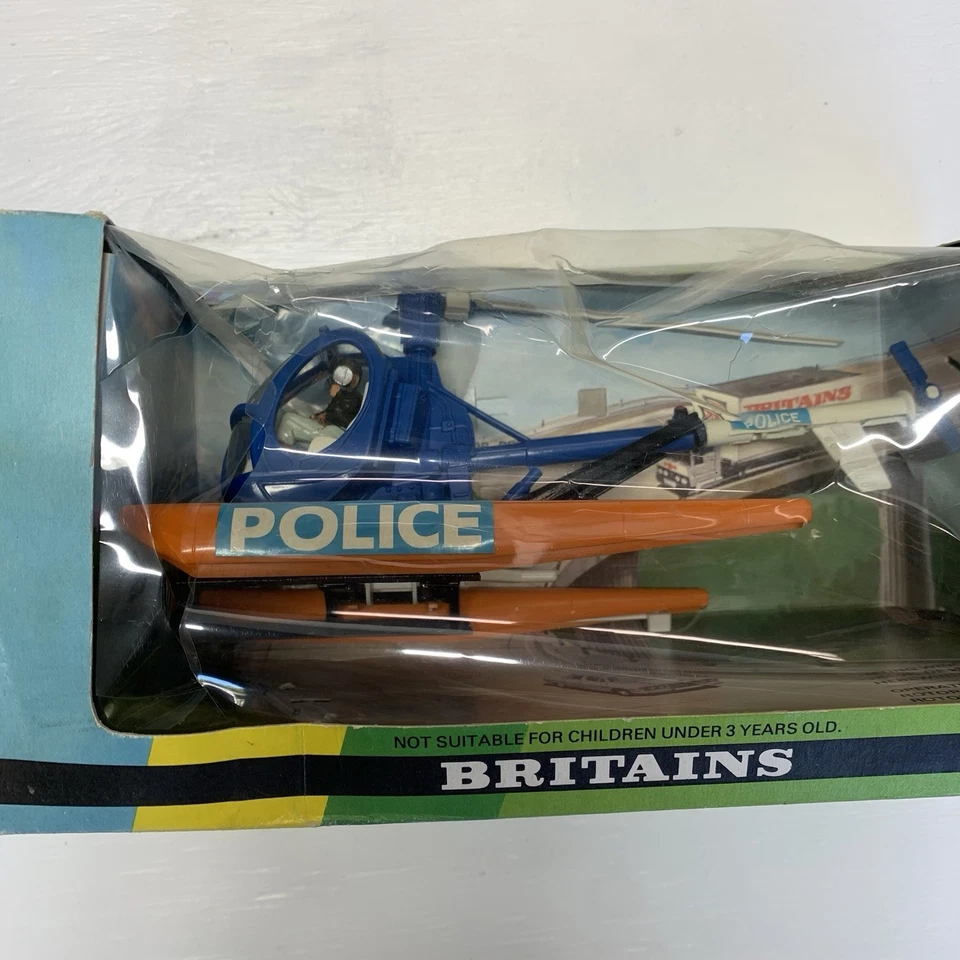 BRITAINS
POLICE
POLICE
NOT SUITABLE FOR CHILDREN UNDER 3 YEARS OLD.
BRITAINS